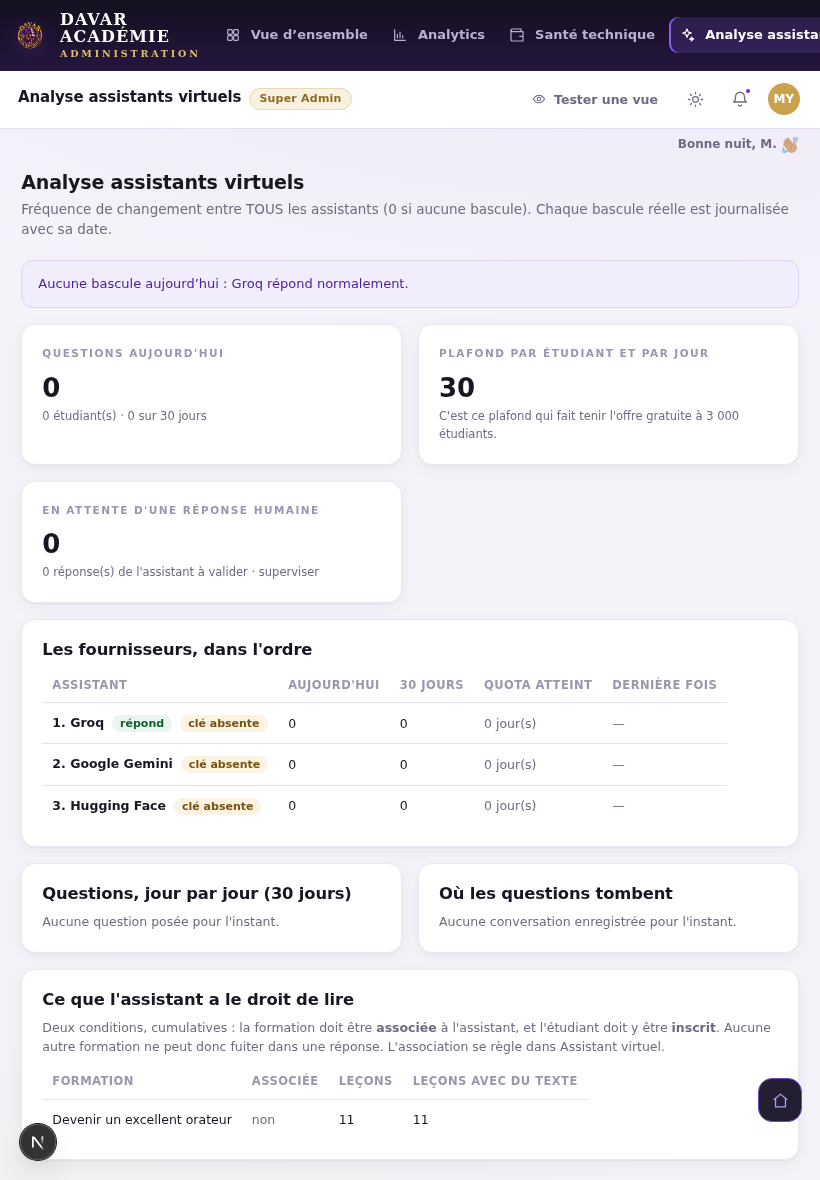 DAVAR
ACADÉMIE
ADMINISTRATION
Vue d’ensemble
Analytics
Santé technique
Analyse assista
Analyse assistants virtuels
Super Admin
Tester une vue
MY
Bonne nuit, M. 👋🏽
Analyse assistants virtuels
Fréquence de changement entre TOUS les assistants (0 si aucune bascule). Chaque bascule réelle est journalisée
avec sa date.
Aucune bascule aujourd’hui : Groq répond normalement.
QUESTIONS AUJOURD'HUI
0
0 étudiant(s) · 0 sur 30 jours
PLAFOND PAR ÉTUDIANT ET PAR JOUR
30
C'est ce plafond qui fait tenir l'offre gratuite à 3 000
étudiants.
EN ATTENTE D'UNE RÉPONSE HUMAINE
0
0 réponse(s) de l'assistant à valider · superviser
Les fournisseurs, dans l'ordre
ASSISTANT AUJOURD'HUI 30 JOURS QUOTA ATTEINT DERNIÈRE FOIS
1. Groq répond clé absente 0 0 0 jour(s) —
2. Google Gemini clé absente 0 0 0 jour(s) —
3. Hugging Face clé absente 0 0 0 jour(s) —
Questions, jour par jour (30 jours)
Aucune question posée pour l'instant.
Où les questions tombent
Aucune conversation enregistrée pour l'instant.
Ce que l'assistant a le droit de lire
Deux conditions, cumulatives : la formation doit être associée à l'assistant, et l'étudiant doit y être inscrit. Aucune
autre formation ne peut donc fuiter dans une réponse. L'association se règle dans Assistant virtuel.
FORMATION ASSOCIÉE LEÇONS LEÇONS AVEC DU TEXTE
Devenir un excellent orateur non 11 11
N